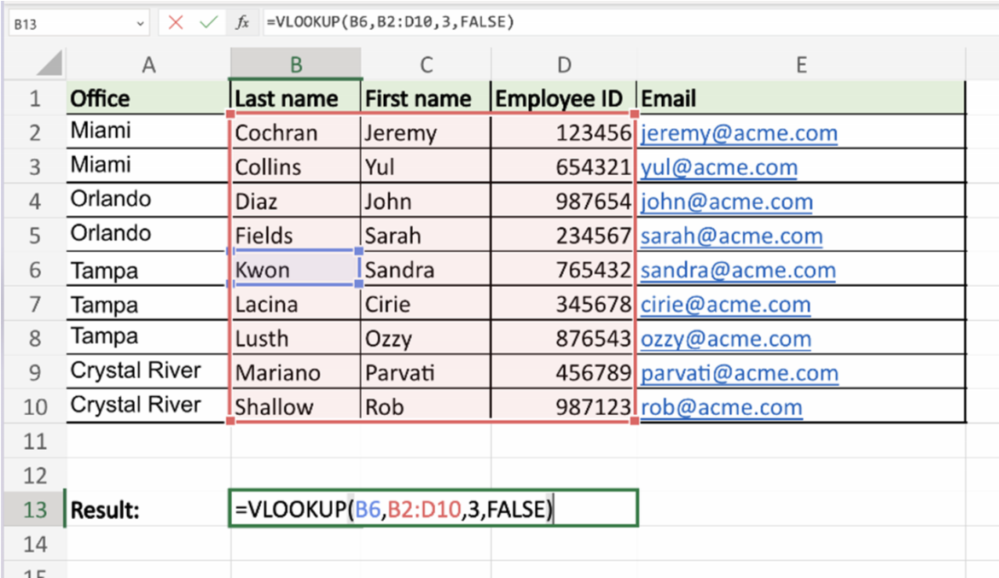 B13 fx =VLOOKUP(B6,B2:D10,3,FALSE)
A B C D E
1 Office Last name First name Employee ID Email
2 Miami Cochran Jeremy 123456 jeremy@acme.com
3 Miami Collins Yul 654321 yul@acme.com
4 Orlando Diaz John 987654 john@acme.com
5 Orlando Fields Sarah 234567 sarah@acme.com
6 Tampa Kwon Sandra 765432 sandra@acme.com
7 Tampa Lacina Cirie 345678 cirie@acme.com
8 Tampa Lusth Ozzy 876543 ozzy@acme.com
9 Crystal River Mariano Parvati 456789 parvati@acme.com
10 Crystal River Shallow Rob 987123 rob@acme.com
11
12
13 Result: =VLOOKUP(B6,B2:D10,3,FALSE)
14
15